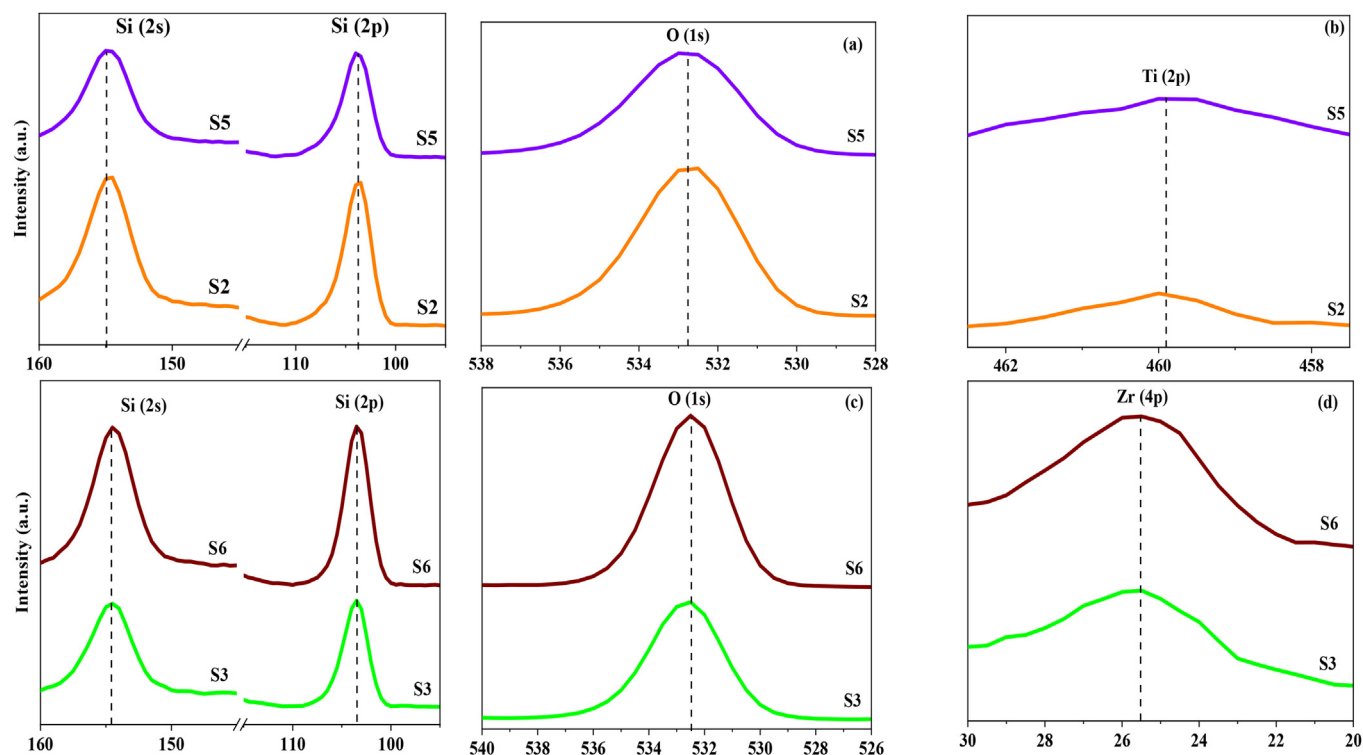 Si (2s)
Si (2p)
S5
S5
S2
S2
Intensity (a.u.)
160
150
110
100
O (1s)
(a)
S5
S2
538
536
534
532
530
528
(b)
Ti (2p)
S5
S2
462
460
458
Si (2s)
Si (2p)
S6
S6
S3
S3
Intensity (a.u.)
160
150
110
100
O (1s)
(c)
S6
S3
540
538
536
534
532
530
528
526
Zr (4p)
(d)
S6
S3
30
28
26
24
22
20